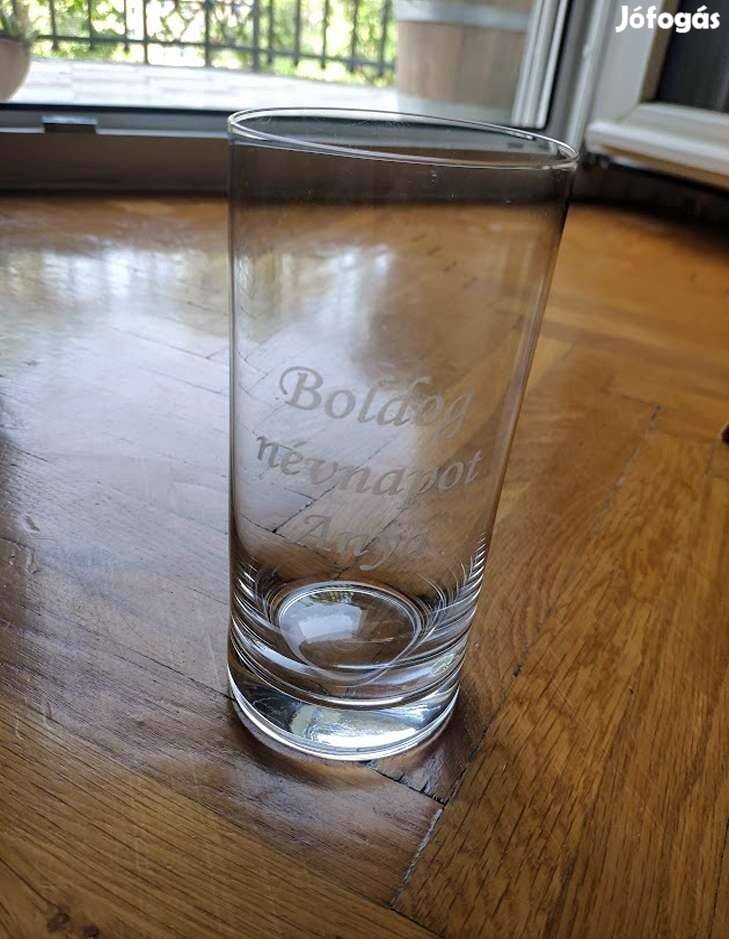 Jófogás
Boldog
névnapot
Anya